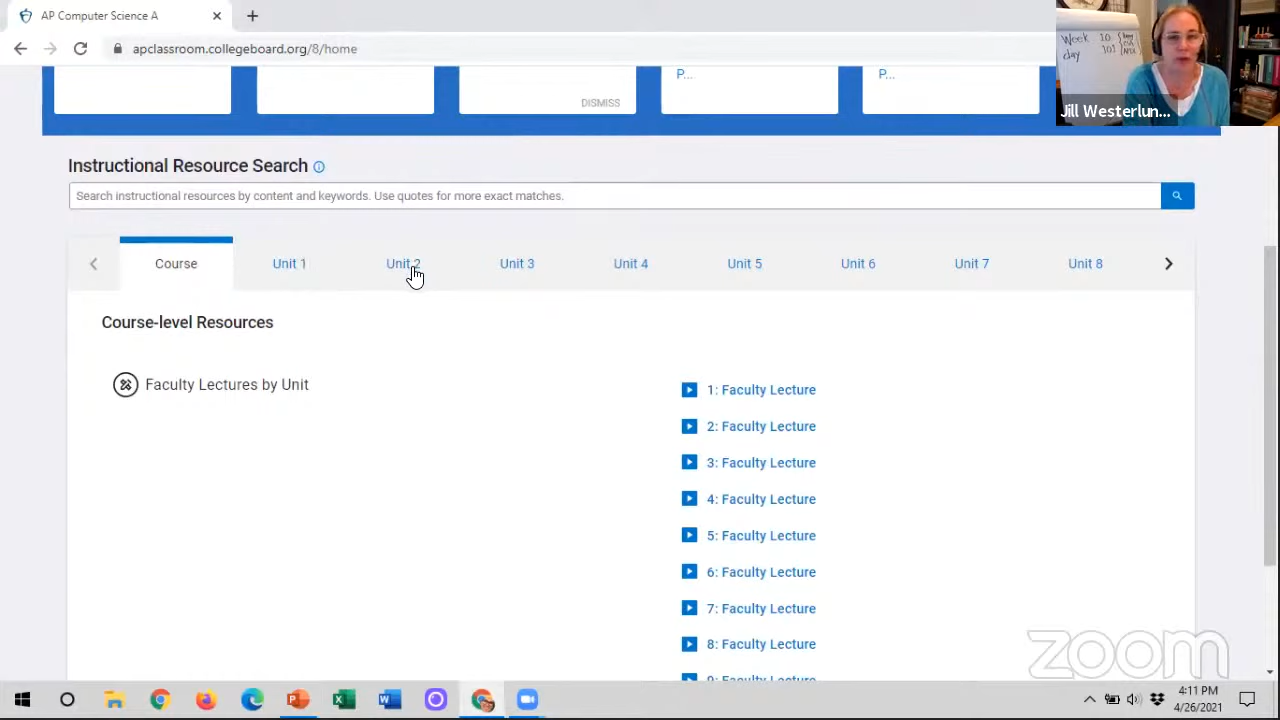 AP Computer Science A
apclassroom.collegeboard.org/8/home
Week 10
day 101
Jill Westerlun...
P...
P...
DISMISS
Instructional Resource Search
Search instructional resources by content and keywords. Use quotes for more exact matches.
Course
Unit 1
Unit 2
Unit 3
Unit 4
Unit 5
Unit 6
Unit 7
Unit 8
Course-level Resources
Faculty Lectures by Unit
1: Faculty Lecture
2: Faculty Lecture
3: Faculty Lecture
4: Faculty Lecture
5: Faculty Lecture
6: Faculty Lecture
7: Faculty Lecture
8: Faculty Lecture
9: Faculty Lecture
zoom
4:11 PM
4/26/2021